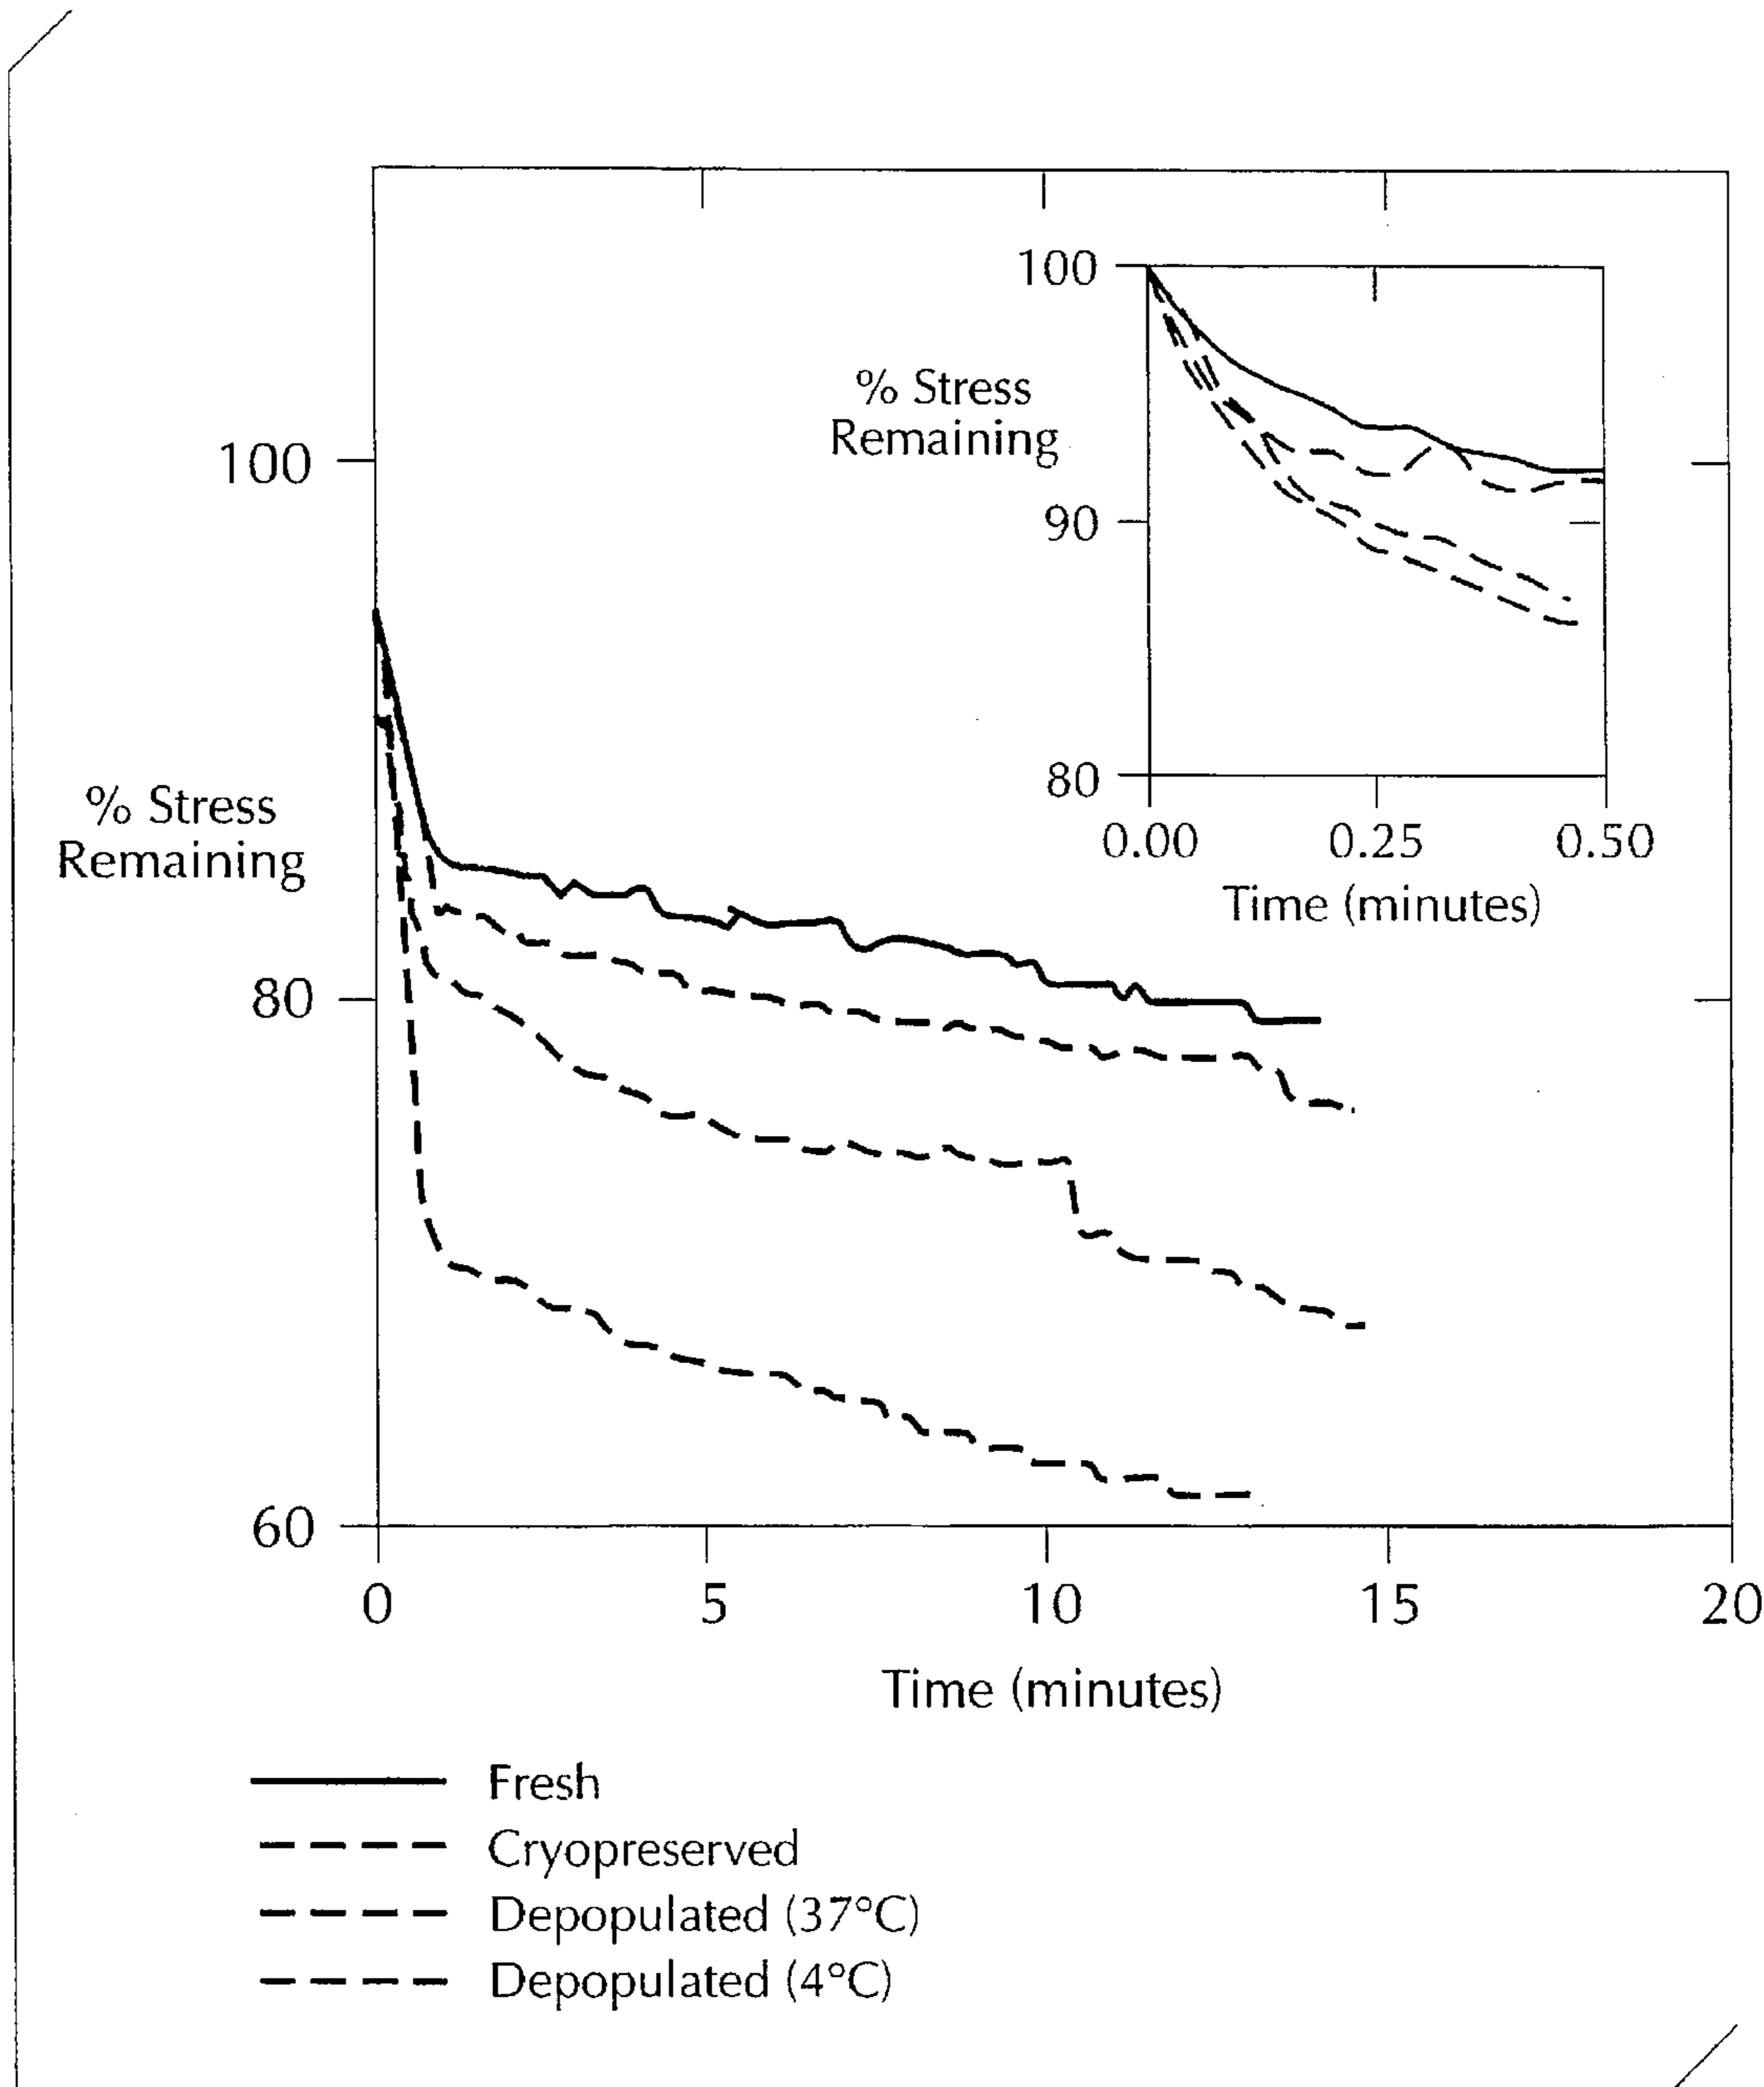 100
% Stress
Remaining
90
80
0.00 0.25 0.50
Time (minutes)
100
% Stress
Remaining
80
60
0 5 10 15 20
Time (minutes)
Fresh
Cryopreserved
Depopulated (37°C)
Depopulated (4°C)